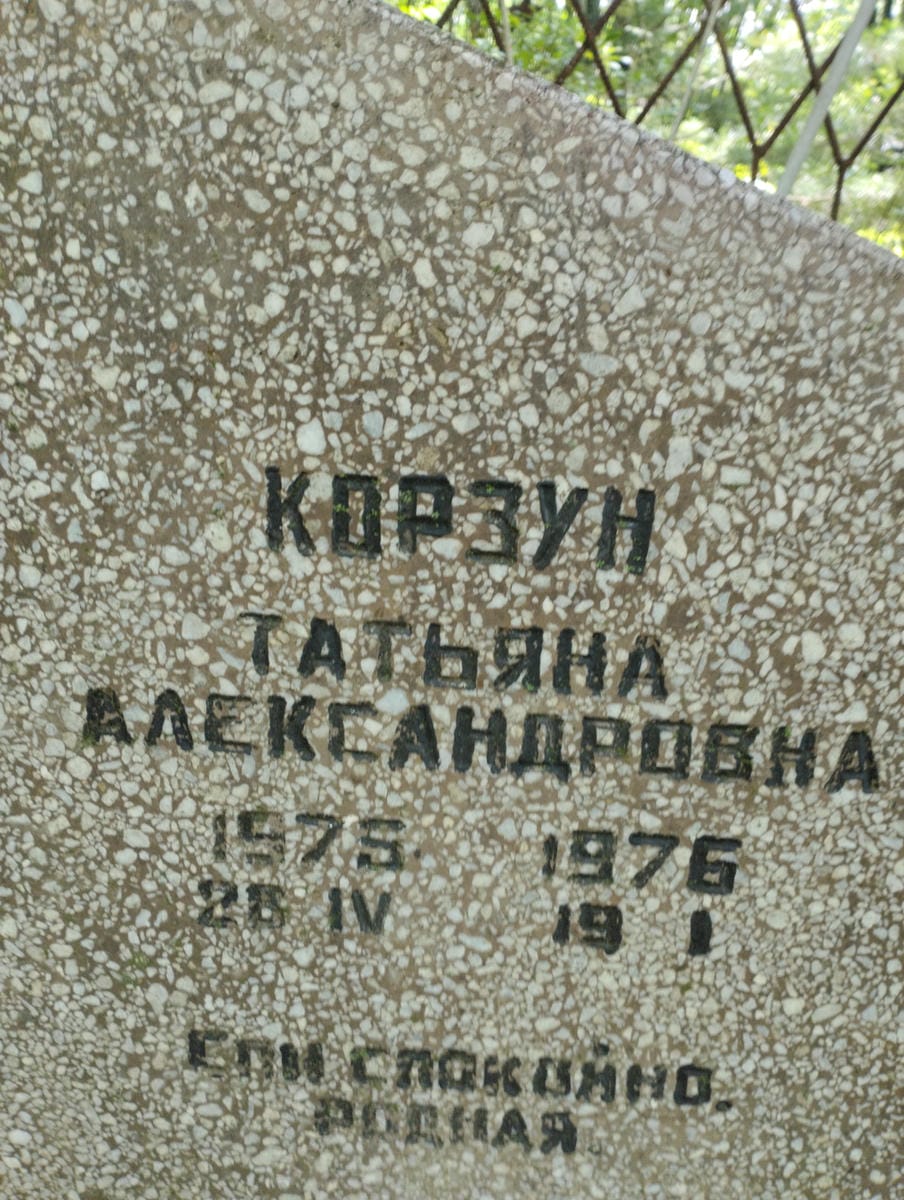 КОРЗУН
ТАТЬЯНА
АЛЕКСАНДРОВНА
1975 1976
28 IV 19 I
СПИ СПОКОЙНО.
РОДНАЯ.